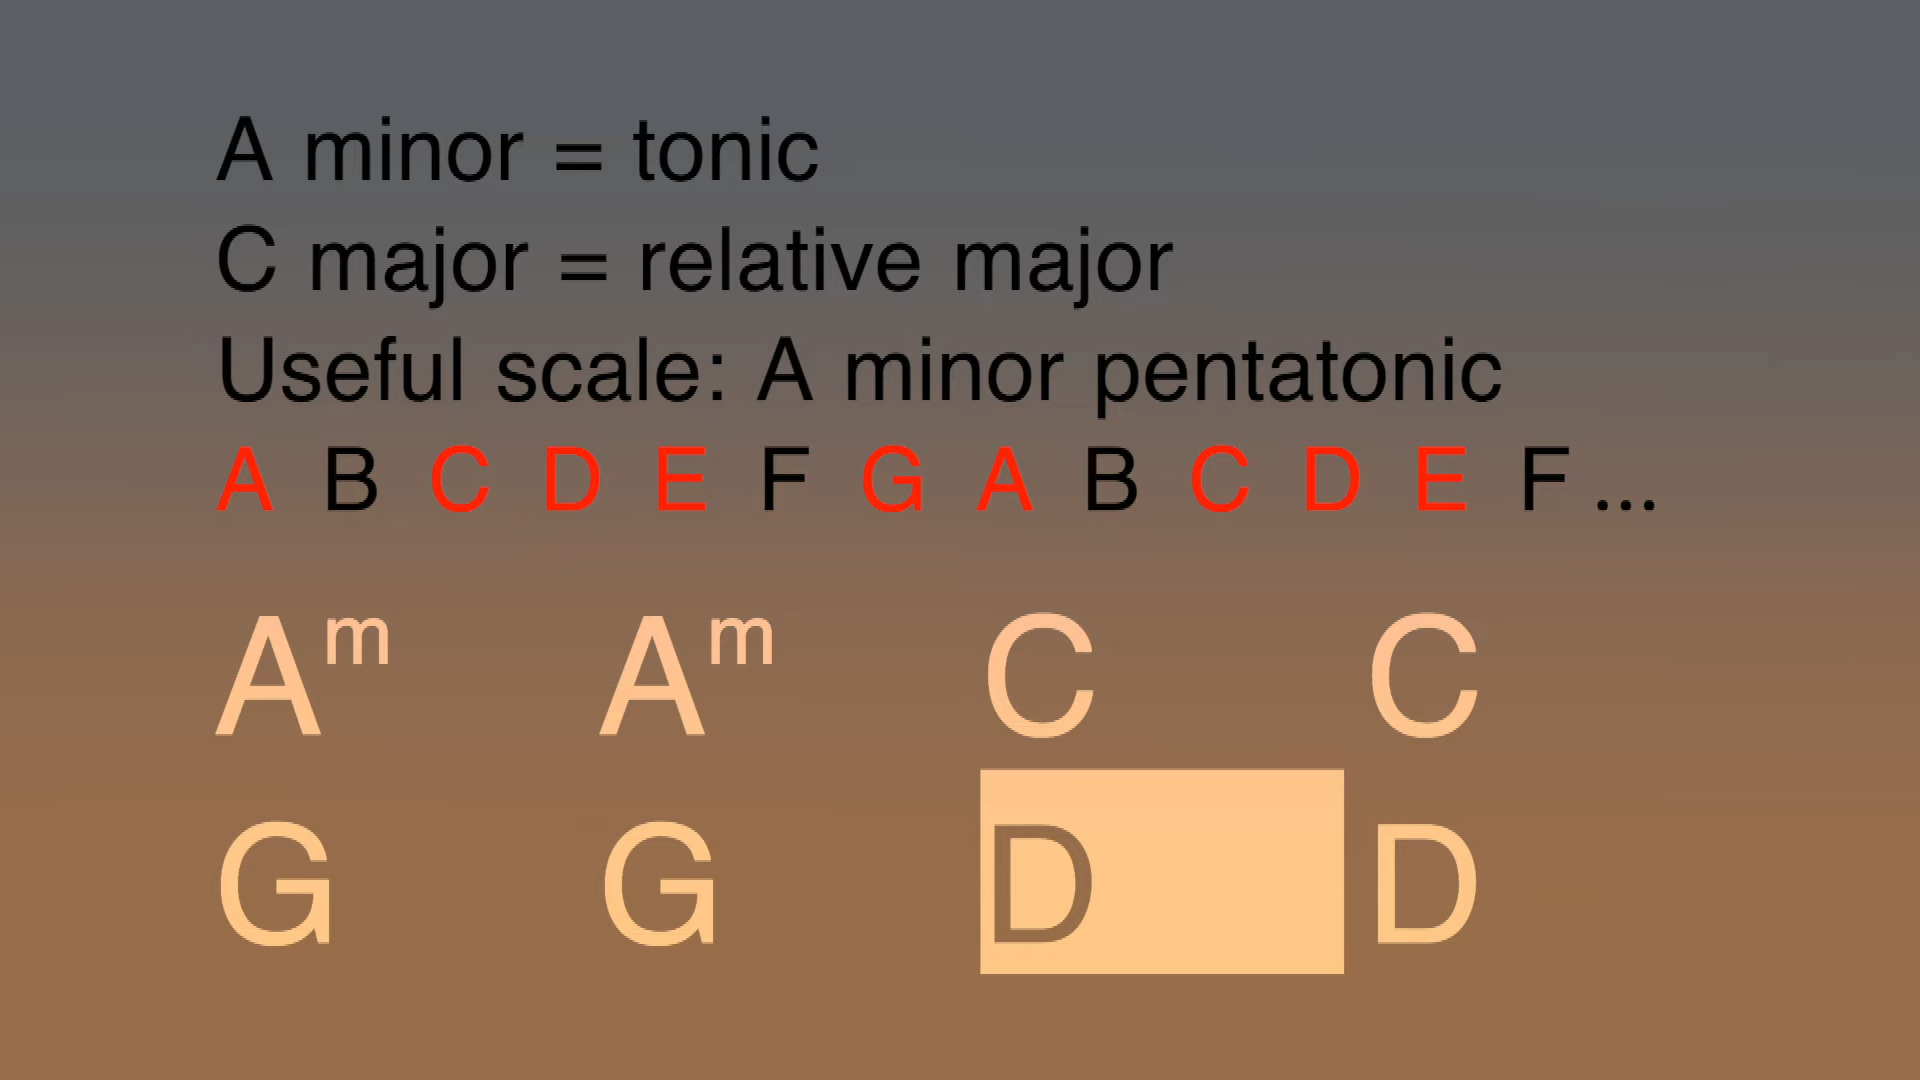 A minor = tonic
C major = relative major
Useful scale: A minor pentatonic
A B C D E F G A B C D E F ...
Aᵐ Aᵐ C C
G G D D